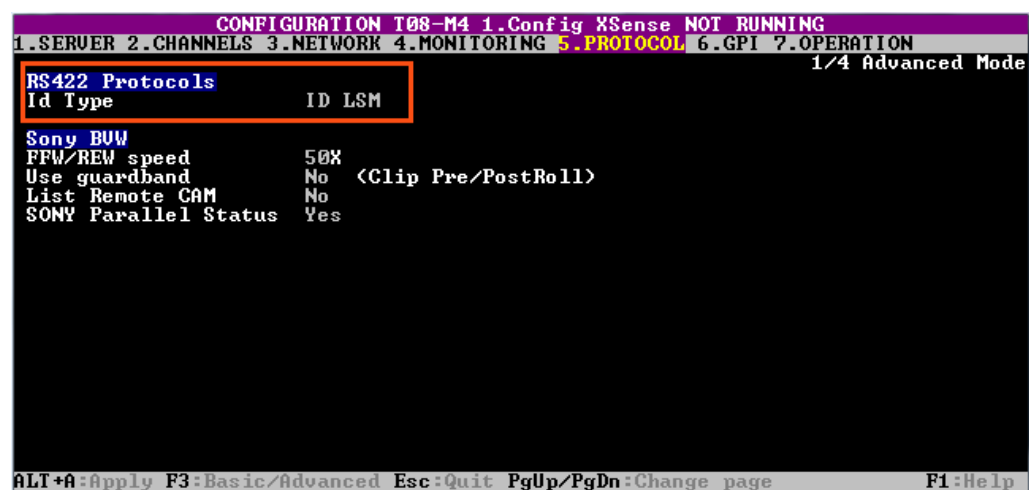 CONFIGURATION T08-M4 1.Config XSense NOT RUNNING
1.SERVER 2.CHANNELS 3.NETWORK 4.MONITORING 5.PROTOCOL 6.GPI 7.OPERATION
1/4 Advanced Mode
RS422 Protocols
Id Type ID LSM
Sony BVW
FFW/REW speed 50X
Use guardband No (Clip Pre/PostRoll)
List Remote CAM No
SONY Parallel Status Yes
ALT+A:Apply F3:Basic/Advanced Esc:Quit PgUp/PgDn:Change page F1:Help